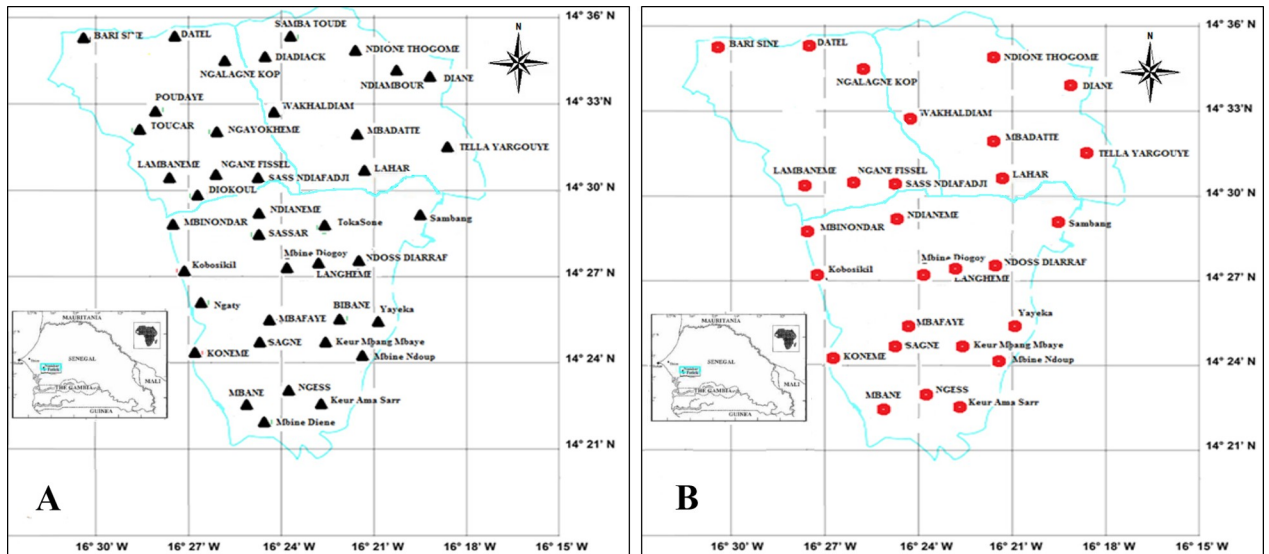 N
14° 36' N
SAMBA TOUDE
BARI SINE
DATEL
DIADIACK
NDIONE THOGOME
NGALAGNE KOP
NDIAMBOUR
DIANE
14° 33' N
POUDAYE
WAKHALDIAM
TOUCAR
NGAYOKHEME
MBADATTE
TELLA YARGOUYE
LAMBANEME
NGANE FISSEL
LAHAR
SASS NDIAFADJI
14° 30' N
DIOKOUL
NDIANEME
Sambang
MBINONDAR
TokaSone
SASSAR
Mbine Diogoy
NDOSS DIARRAF
Kobosikil
LANGHEME
14° 27' N
Ngaty
BIBANE
Yayeka
MBAFAYE
SAGNE
Keur Mbang Mbaye
KONEME
Mbine Ndoup
14° 24' N
MBANE
NGESS
Keur Ama Sarr
Mbine Diene
14° 21' N
MAURITANIA
SENEGAL
MALI
THE GAMBIA
GUINEA
A
16° 30' W
16° 27' W
16° 24' W
16° 21' W
16° 18' W
16° 15' W
N
14° 36' N
BARI SINE
DATEL
NDIONE THOGOME
NGALAGNE KOP
DIANE
14° 33' N
WAKHALDIAM
MBADATTE
TELLA YARGOUYE
LAMBANEME
NGANE FISSEL
LAHAR
SASS NDIAFADJI
14° 30' N
NDIANEME
Sambang
MBINONDAR
Mbine Diogoy
NDOSS DIARRAF
Kobosikil
LANGHEME
14° 27' N
Yayeka
MBAFAYE
SAGNE
Keur Mbang Mbaye
KONEME
Mbine Ndoup
14° 24' N
MBANE
NGESS
Keur Ama Sarr
14° 21' N
MAURITANIA
SENEGAL
MALI
THE GAMBIA
GUINEA
B
16° 30' W
16° 27' W
16° 24' W
16° 21' W
16° 18' W
16° 15' W